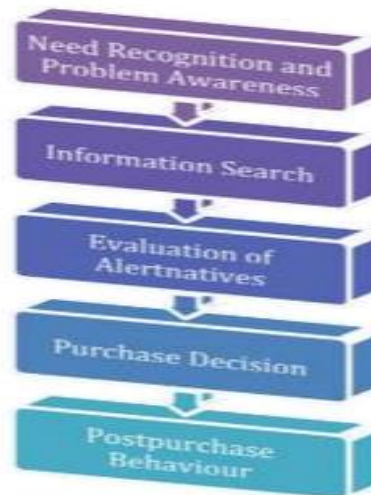 Need Recognition and
Problem Awareness
Information Search
Evaluation of
Alertnatives
Purchase Decision
Postpurchase
Behaviour